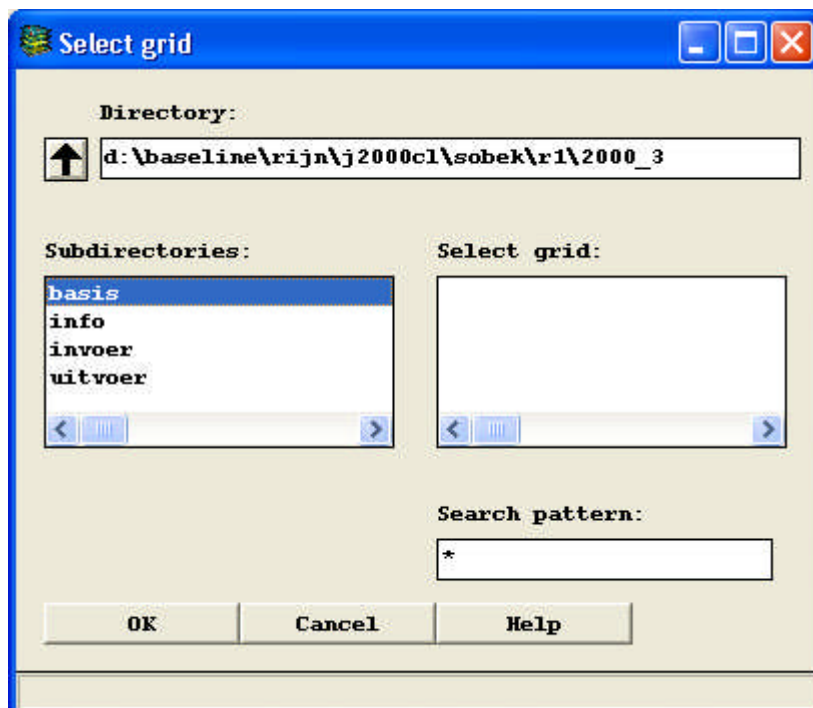 Select grid
Directory:
d:\baseline\rijn\j2000cl\sobek\r1\2000_3
Subdirectories:
basis
info
invoer
uitvoer
Select grid:
Search pattern:
*
OK
Cancel
Help